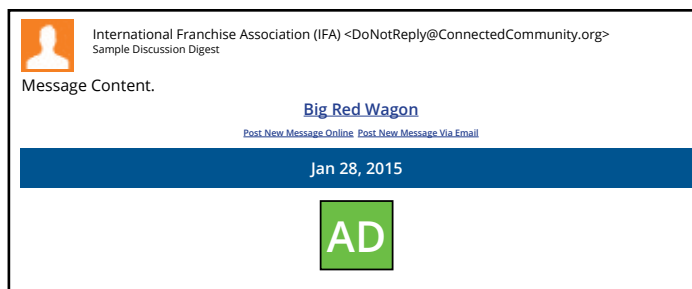 International Franchise Association (IFA) <DoNotReply@ConnectedCommunity.org>
Sample Discussion Digest
Message Content.
Big Red Wagon
Post New Message Online Post New Message Via Email
Jan 28, 2015
AD